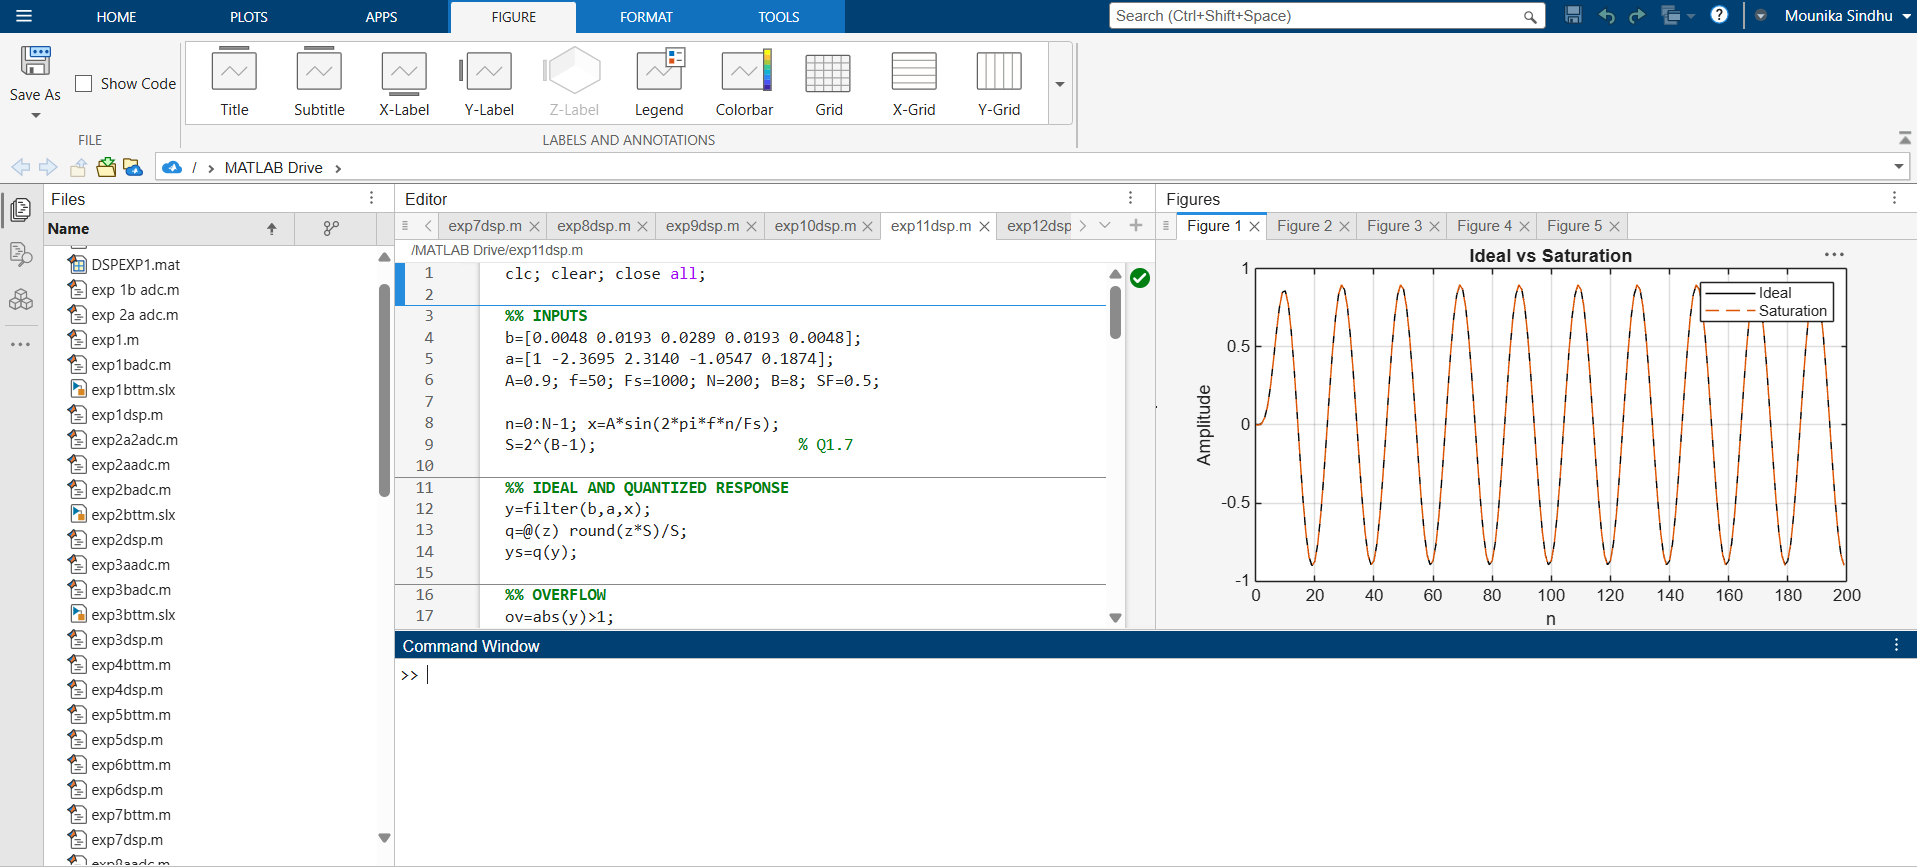 HOME PLOTS APPS FIGURE FORMAT TOOLS Search (Ctrl+Shift+Space) ? Mounika Sindhu
Save As
Show Code
Title Subtitle X-Label Y-Label Z-Label Legend Colorbar Grid X-Grid Y-Grid
FILE LABELS AND ANNOTATIONS
/ › MATLAB Drive ›
Files
Name
DSPEXP1.mat
exp 1b adc.m
exp 2a adc.m
exp1.m
exp1badc.m
exp1bttm.slx
exp1dsp.m
exp2a2adc.m
exp2aadc.m
exp2badc.m
exp2bttm.slx
exp2dsp.m
exp3aadc.m
exp3badc.m
exp3bttm.slx
exp3dsp.m
exp4bttm.m
exp4dsp.m
exp5bttm.m
exp5dsp.m
exp6bttm.m
exp6dsp.m
exp7bttm.m
exp7dsp.m
exp8aadc.m
Editor
exp7dsp.m exp8dsp.m exp9dsp.m exp10dsp.m exp11dsp.m exp12dsp
/MATLAB Drive/exp11dsp.m
1 clc; clear; close all;
2
3 %% INPUTS
4 b=[0.0048 0.0193 0.0289 0.0193 0.0048];
5 a=[1 -2.3695 2.3140 -1.0547 0.1874];
6 A=0.9; f=50; Fs=1000; N=200; B=8; SF=0.5;
7
8 n=0:N-1; x=A*sin(2*pi*f*n/Fs);
9 S=2^(B-1); % Q1.7
10
11 %% IDEAL AND QUANTIZED RESPONSE
12 y=filter(b,a,x);
13 q=@(z) round(z*S)/S;
14 ys=q(y);
15
16 %% OVERFLOW
17 ov=abs(y)>1;
Figures
Figure 1 Figure 2 Figure 3 Figure 4 Figure 5
Ideal vs Saturation
Ideal
Saturation
Amplitude
1
0.5
0
-0.5
-1
0 20 40 60 80 100 120 140 160 180 200
n
Command Window
>>